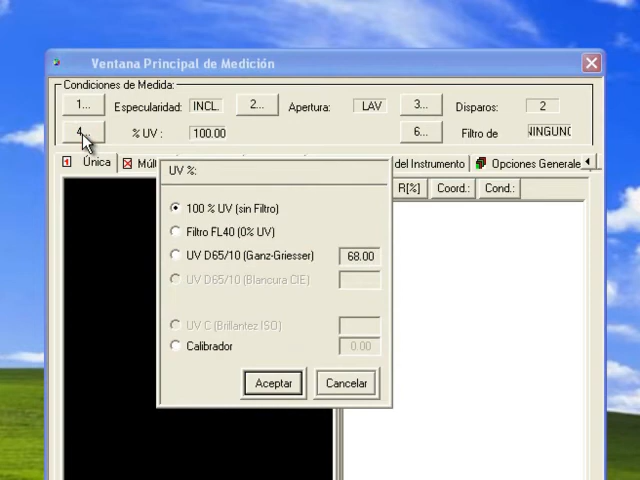 Ventana Principal de Medición
Condiciones de Medida:
1... Especularidad: INCL. 2... Apertura: LAV 3... Disparos: 2
4... % UV : 100.00 6... Filtro de NINGUNO
1 Única Múl del Instrumento Opciones Generale
UV %:
R[%] Coord.: Cond.:
100 % UV (sin Filtro)
Filtro FL40 (0% UV)
UV D65/10 (Ganz-Griesser) 68.00
UV D65/10 (Blancura CIE)
UV C (Brillantez ISO)
Calibrador 0.00
Aceptar Cancelar